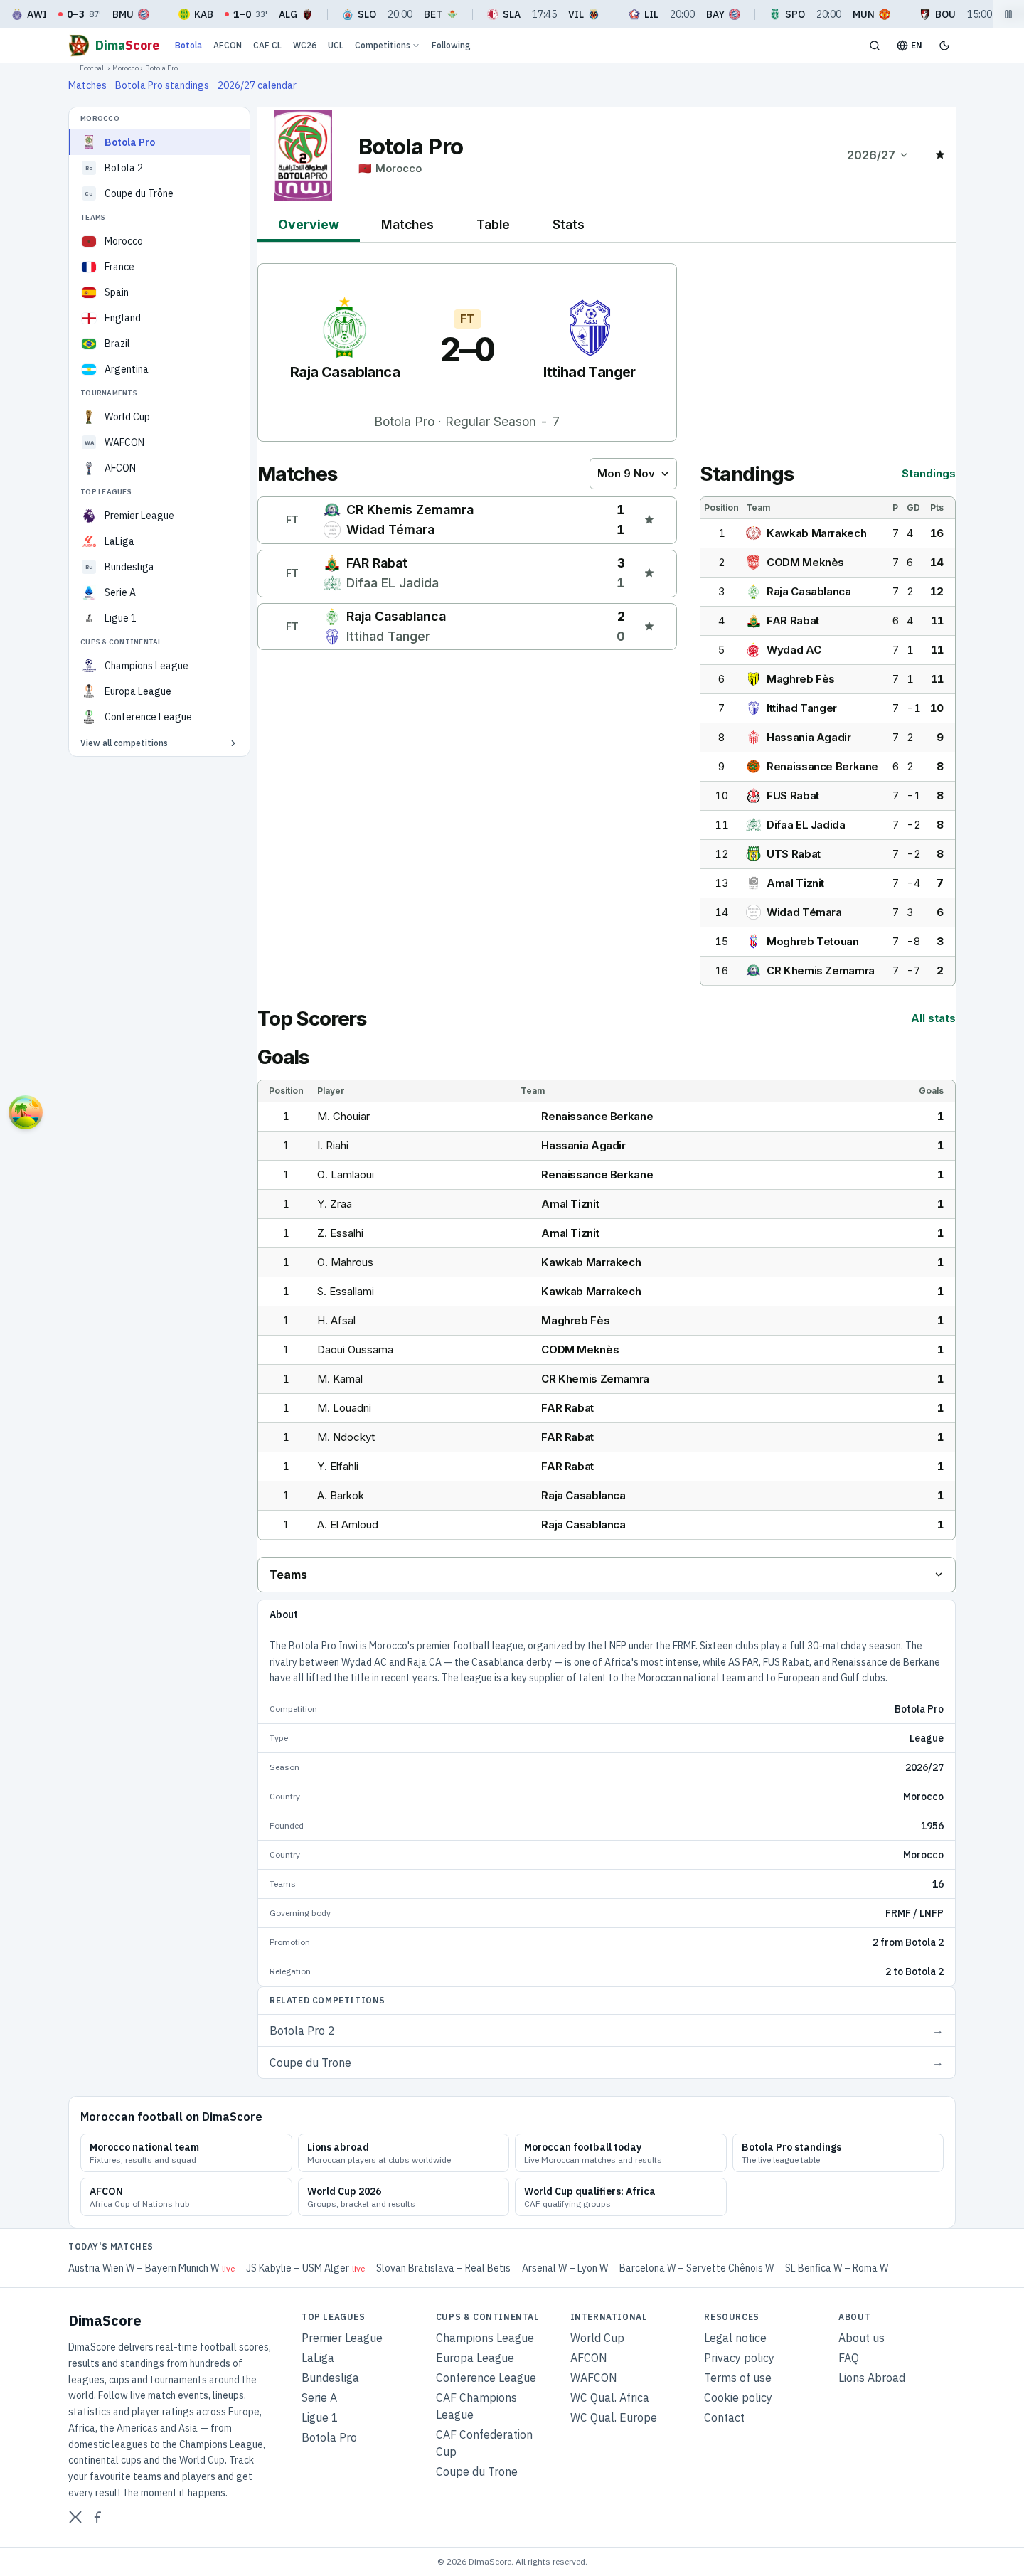 AWI 0–3 87' BMU KAB 1–0 33' ALG SLO 20:00 BET SLA 17:45 VIL LIL 20:00 BAY SPO 20:00 MUN BOU 15:00
DimaScore Botola AFCON CAF CL WC26 UCL Competitions Following EN
Football › Morocco › Botola Pro
Matches Botola Pro standings 2026/27 calendar
MOROCCO
Botola Pro
Bo Botola 2
Co Coupe du Trône
TEAMS
Morocco
France
Spain
England
Brazil
Argentina
TOURNAMENTS
World Cup
WA WAFCON
AFCON
TOP LEAGUES
Premier League
LaLiga
Bu Bundesliga
Serie A
Ligue 1
CUPS & CONTINENTAL
Champions League
Europa League
Conference League
View all competitions
البطولة الاحترافية
BOTOLA PRO
inwi
Botola Pro
Morocco
2026/27
Overview Matches Table Stats
FT
2–0
Raja Casablanca Ittihad Tanger
Botola Pro · Regular Season - 7
Matches Mon 9 Nov
FT CR Khemis Zemamra 1
Widad Témara 1
FT FAR Rabat 3
Difaa EL Jadida 1
FT Raja Casablanca 2
Ittihad Tanger 0
Standings Standings
Position Team P GD Pts
1 Kawkab Marrakech 7 4 16
2 CODM Meknès 7 6 14
3 Raja Casablanca 7 2 12
4 FAR Rabat 6 4 11
5 Wydad AC 7 1 11
6 Maghreb Fès 7 1 11
7 Ittihad Tanger 7 -1 10
8 Hassania Agadir 7 2 9
9 Renaissance Berkane 6 2 8
10 FUS Rabat 7 -1 8
11 Difaa EL Jadida 7 -2 8
12 UTS Rabat 7 -2 8
13 Amal Tiznit 7 -4 7
14 Widad Témara 7 3 6
15 Moghreb Tetouan 7 -8 3
16 CR Khemis Zemamra 7 -7 2
Top Scorers All stats
Goals
Position Player Team Goals
1 M. Chouiar Renaissance Berkane 1
1 I. Riahi Hassania Agadir 1
1 O. Lamlaoui Renaissance Berkane 1
1 Y. Zraa Amal Tiznit 1
1 Z. Essalhi Amal Tiznit 1
1 O. Mahrous Kawkab Marrakech 1
1 S. Essallami Kawkab Marrakech 1
1 H. Afsal Maghreb Fès 1
1 Daoui Oussama CODM Meknès 1
1 M. Kamal CR Khemis Zemamra 1
1 M. Louadni FAR Rabat 1
1 M. Ndockyt FAR Rabat 1
1 Y. Elfahli FAR Rabat 1
1 A. Barkok Raja Casablanca 1
1 A. El Amloud Raja Casablanca 1
Teams
About
The Botola Pro Inwi is Morocco's premier football league, organized by the LNFP under the FRMF. Sixteen clubs play a full 30-matchday season. The
rivalry between Wydad AC and Raja CA — the Casablanca derby — is one of Africa's most intense, while AS FAR, FUS Rabat, and Renaissance de Berkane
have all lifted the title in recent years. The league is a key supplier of talent to the Moroccan national team and to European and Gulf clubs.
Competition Botola Pro
Type League
Season 2026/27
Country Morocco
Founded 1956
Country Morocco
Teams 16
Governing body FRMF / LNFP
Promotion 2 from Botola 2
Relegation 2 to Botola 2
RELATED COMPETITIONS
Botola Pro 2 →
Coupe du Trone →
Moroccan football on DimaScore
Morocco national team Lions abroad Moroccan football today Botola Pro standings
Fixtures, results and squad Moroccan players at clubs worldwide Live Moroccan matches and results The live league table
AFCON World Cup 2026 World Cup qualifiers: Africa
Africa Cup of Nations hub Groups, bracket and results CAF qualifying groups
TODAY'S MATCHES
Austria Wien W – Bayern Munich W live JS Kabylie – USM Alger live Slovan Bratislava – Real Betis Arsenal W – Lyon W Barcelona W – Servette Chênois W SL Benfica W – Roma W
DimaScore
DimaScore delivers real-time football scores,
results and standings from hundreds of
leagues, cups and tournaments around the
world. Follow live match events, lineups,
statistics and player ratings across Europe,
Africa, the Americas and Asia — from
domestic leagues to the Champions League,
continental cups and the World Cup. Track
your favourite teams and players and get
every result the moment it happens.
TOP LEAGUES
Premier League
LaLiga
Bundesliga
Serie A
Ligue 1
Botola Pro
CUPS & CONTINENTAL
Champions League
Europa League
Conference League
CAF Champions
League
CAF Confederation
Cup
Coupe du Trone
INTERNATIONAL
World Cup
AFCON
WAFCON
WC Qual. Africa
WC Qual. Europe
RESOURCES
Legal notice
Privacy policy
Terms of use
Cookie policy
Contact
ABOUT
About us
FAQ
Lions Abroad
© 2026 DimaScore. All rights reserved.